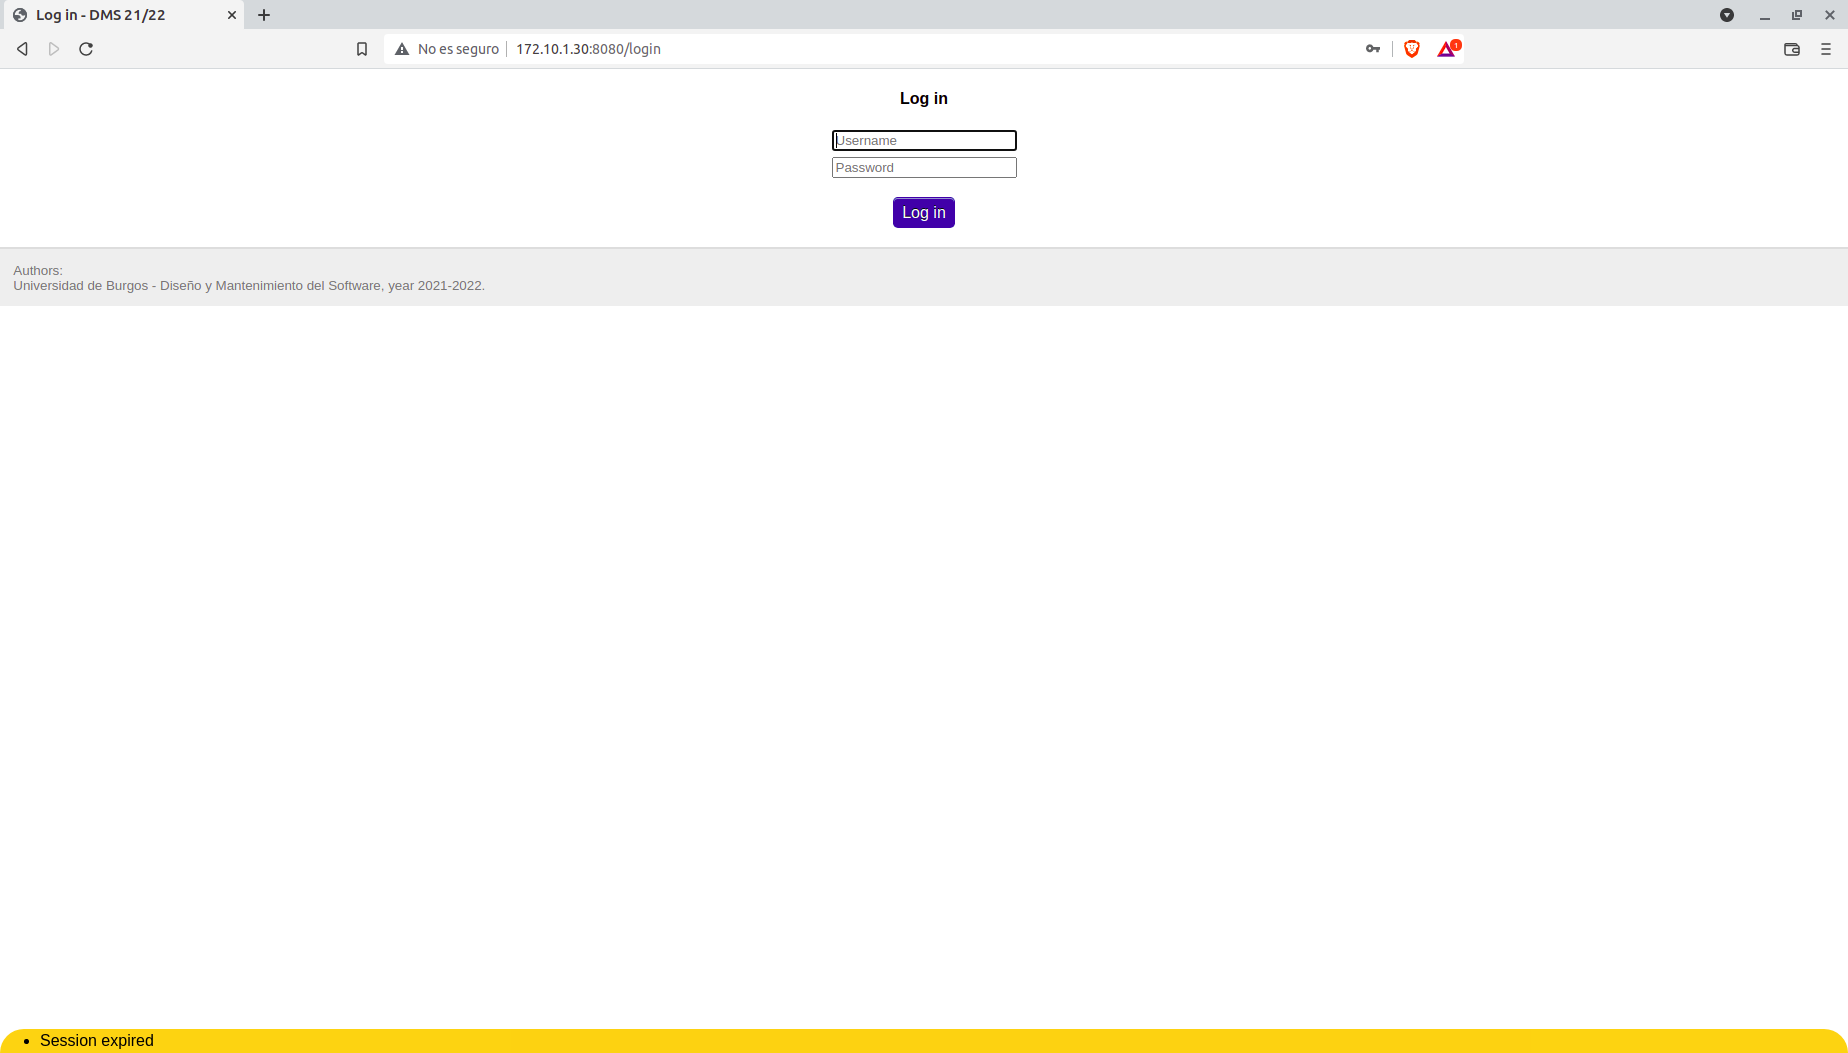 Log in - DMS 21/22
No es seguro 172.10.1.30:8080/login
1
Log in
Username
Password
Log in
Authors:
Universidad de Burgos - Diseño y Mantenimiento del Software, year 2021-2022.
Session expired